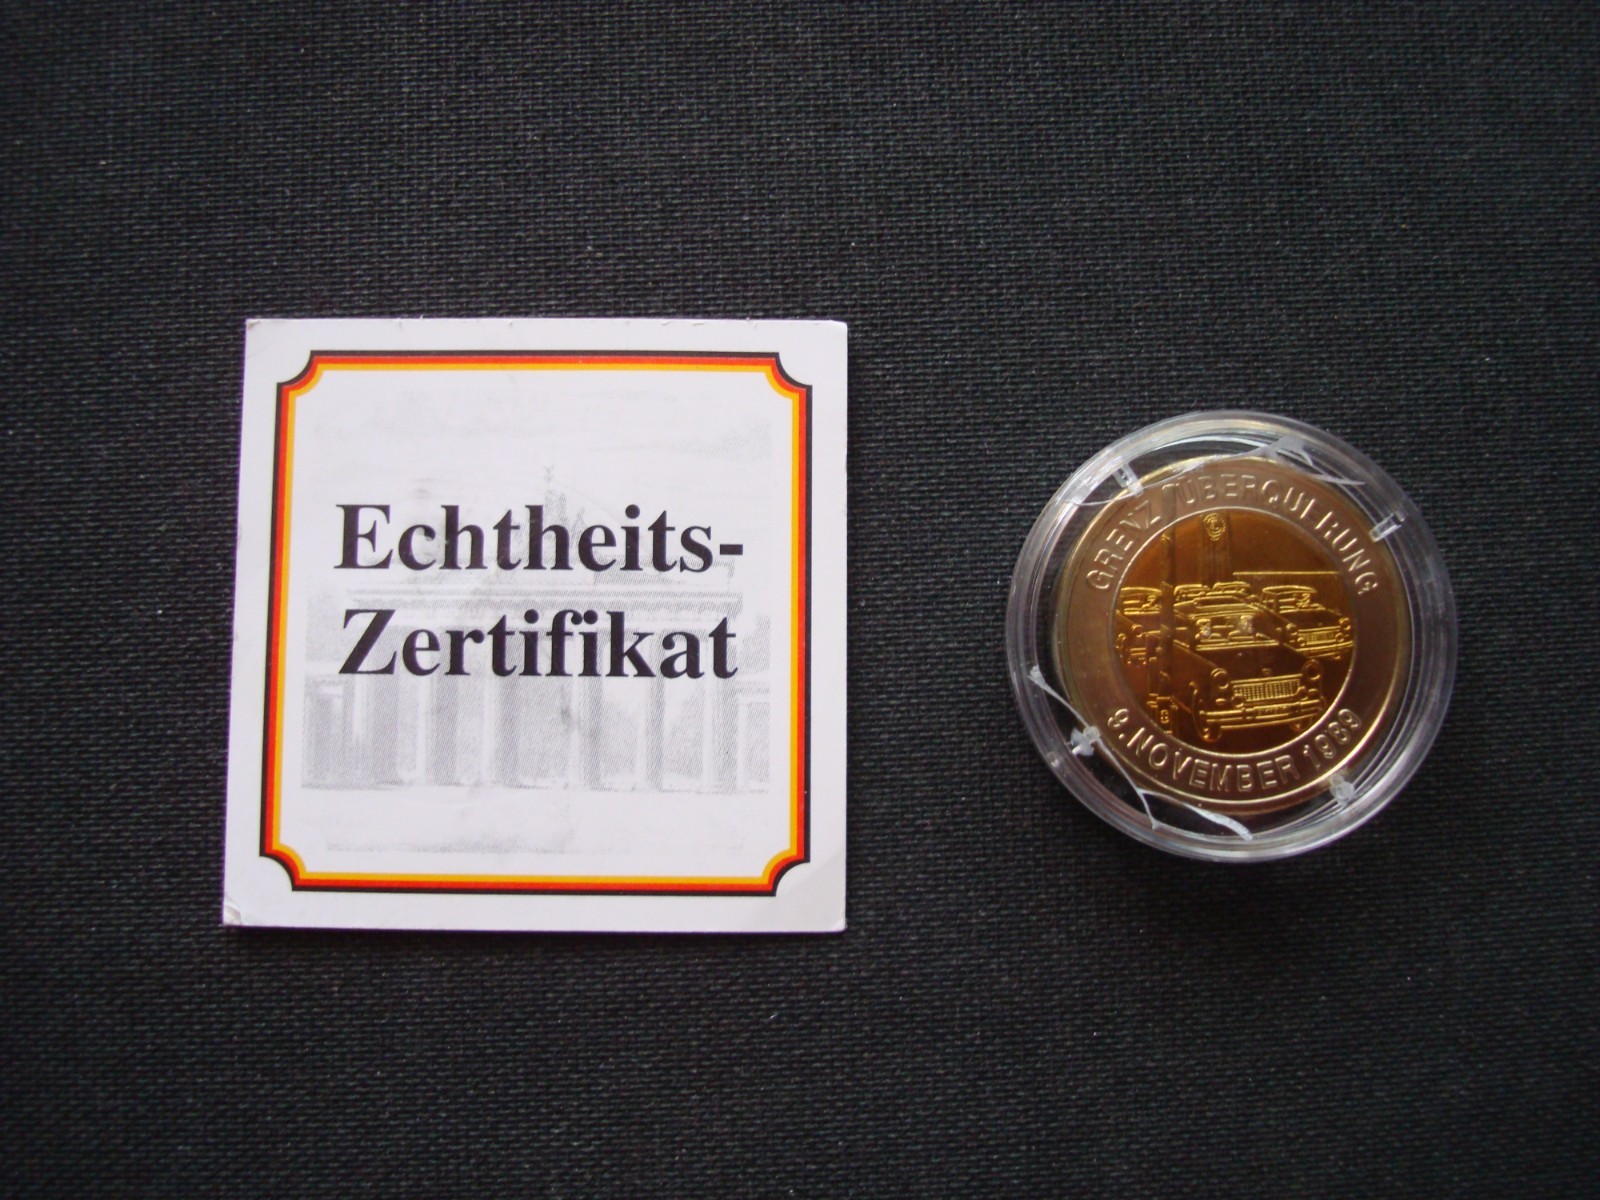 Echtheits-
Zertifikat
GRENZÜBERQUERUNG
9. NOVEMBER 1989